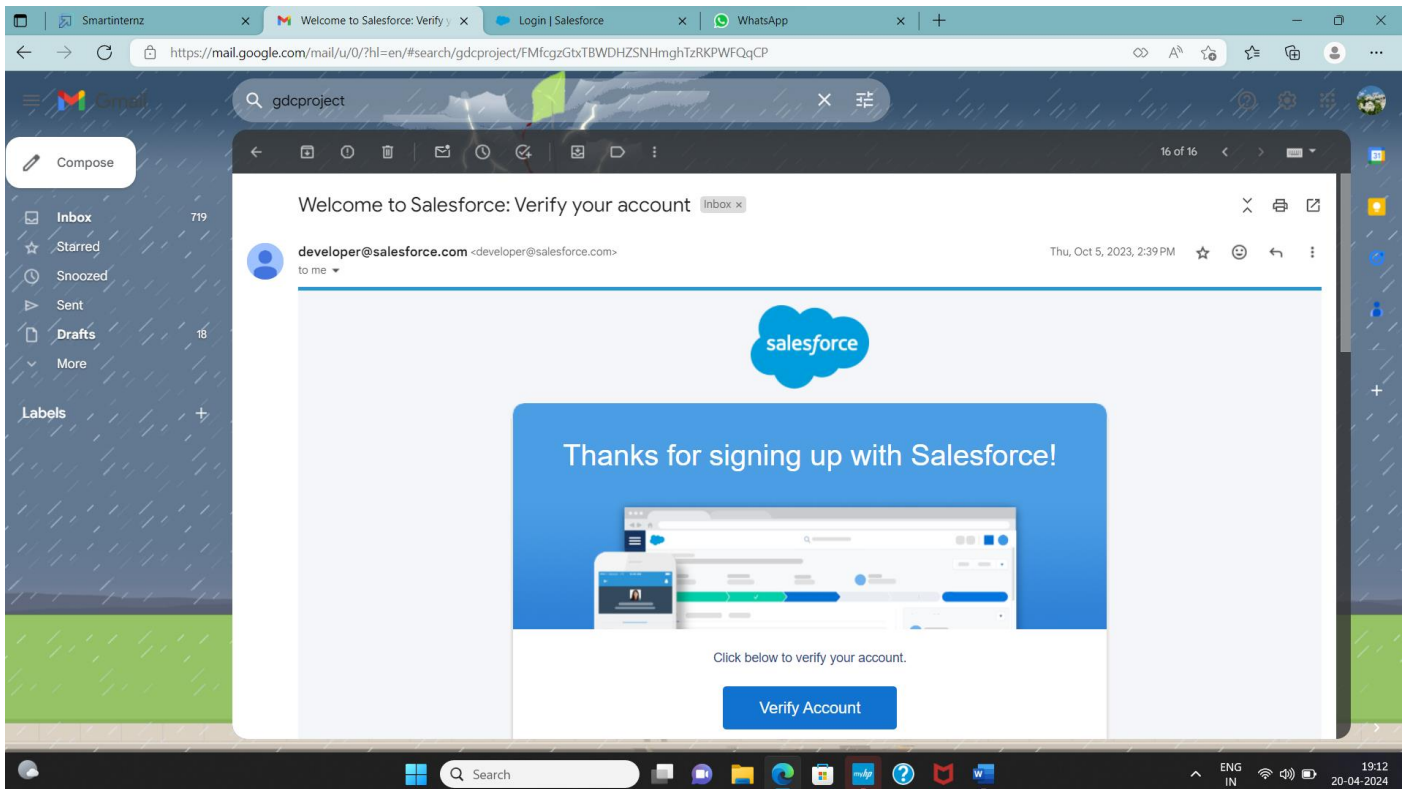 Smartinternz
Welcome to Salesforce: Verify y
Login | Salesforce
WhatsApp
https://mail.google.com/mail/u/0/?hl=en/#search/gdcproject/FMfcgzGtxTBWDHZSNHmghTzRKPWFQqCP
Gmail
gdcproject
Compose
16 of 16
Inbox 719
Starred
Snoozed
Sent
Drafts 18
More
Labels
Welcome to Salesforce: Verify your account Inbox x
developer@salesforce.com <developer@salesforce.com>
Thu, Oct 5, 2023, 2:39 PM
to me
salesforce
Thanks for signing up with Salesforce!
Click below to verify your account.
Verify Account
31
Search
myhp
W
ENG
IN
19:12
20-04-2024